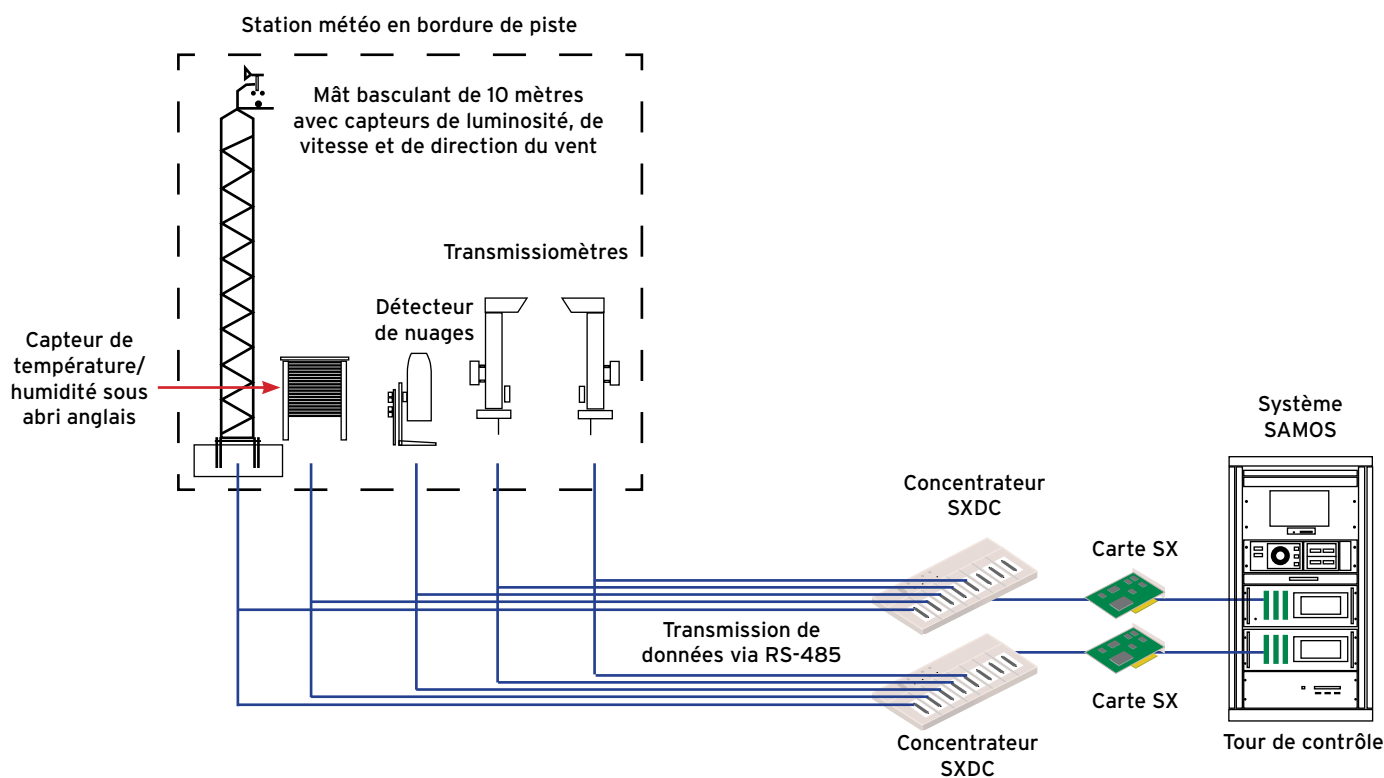 Station météo en bordure de piste
Mât basculant de 10 mètres
avec capteurs de luminosité, de
vitesse et de direction du vent
Transmissiomètres
Détecteur
de nuages
Capteur de
température/
humidité sous
abri anglais
Système
SAMOS
Concentrateur
SXDC
Carte SX
Transmission de
données via RS-485
Carte SX
Concentrateur
SXDC
Tour de contrôle